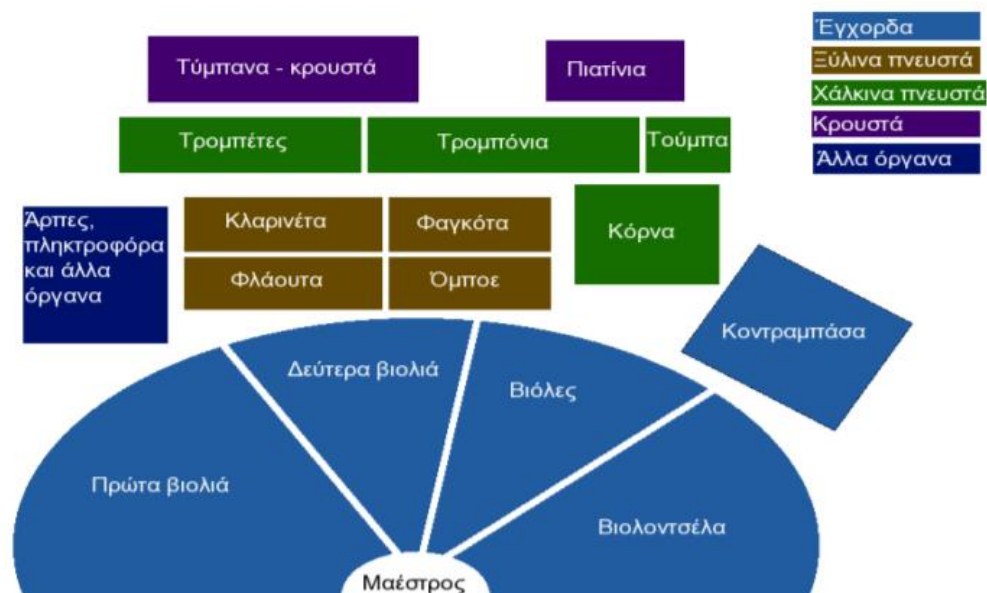 Έγχορδα
Ξύλινα πνευστά
Χάλκινα πνευστά
Κρουστά
Άλλα όργανα
Τύμπανα - κρουστά
Πιατίνια
Τρομπέτες
Τρομπόνια
Τούμπα
Άρπες,
πληκτροφόρα
και άλλα
όργανα
Κλαρινέτα
Φαγκότα
Κόρνα
Φλάουτα
Όμποε
Κοντραμπάσα
Δεύτερα βιολιά
Βιόλες
Πρώτα βιολιά
Βιολοντσέλα
Μαέστρος